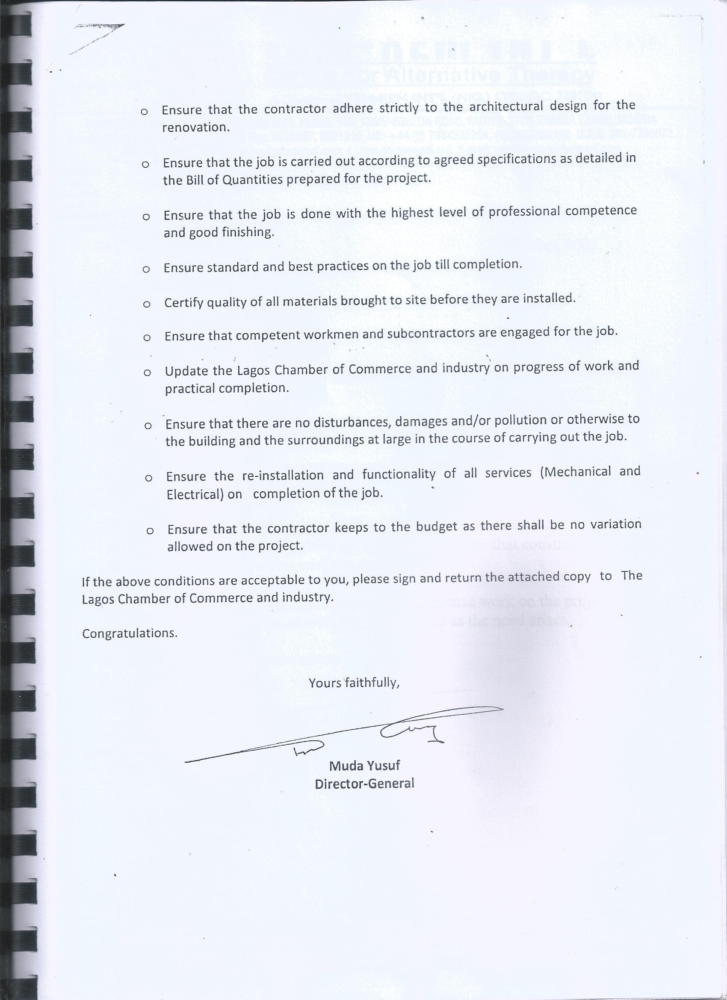 o Ensure that the contractor adhere strictly to the architectural design for the
renovation.
o Ensure that the job is carried out according to agreed specifications as detailed in
the Bill of Quantities prepared for the project.
o Ensure that the job is done with the highest level of professional competence
and good finishing.
o Ensure standard and best practices on the job till completion.
o Certify quality of all materials brought to site before they are installed.
o Ensure that competent workmen and subcontractors are engaged for the job.
o Update the Lagos Chamber of Commerce and industry on progress of work and
practical completion.
o Ensure that there are no disturbances, damages and/or pollution or otherwise to
the building and the surroundings at large in the course of carrying out the job.
o Ensure the re-installation and functionality of all services (Mechanical and
Electrical) on completion of the job.
o Ensure that the contractor keeps to the budget as there shall be no variation
allowed on the project.
If the above conditions are acceptable to you, please sign and return the attached copy to The
Lagos Chamber of Commerce and industry.
Congratulations.
Yours faithfully,
Muda Yusuf
Director-General